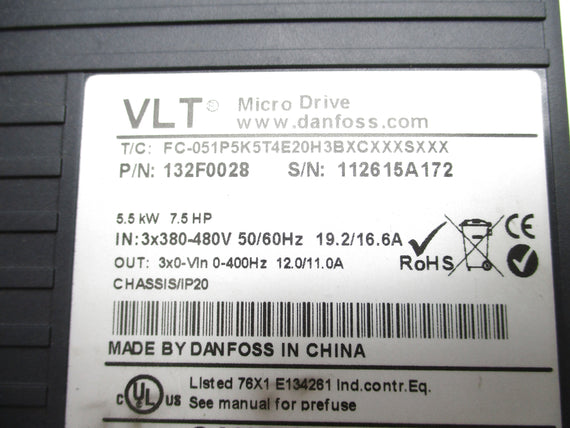 VLT® Micro Drive
www.danfoss.com
T/C: FC-051P5K5T4E20H3BXCXXXSXXX
P/N: 132F0028 S/N: 112615A172
5.5 kW 7.5 HP
IN:3x380-480V 50/60Hz 19.2/16.6A
OUT: 3x0-Vin 0-400Hz 12.0/11.0A
CHASSIS/IP20
RoHS
CE
MADE BY DANFOSS IN CHINA
c UL US Listed 76X1 E134261 Ind.contr.Eq.
See manual for prefuse